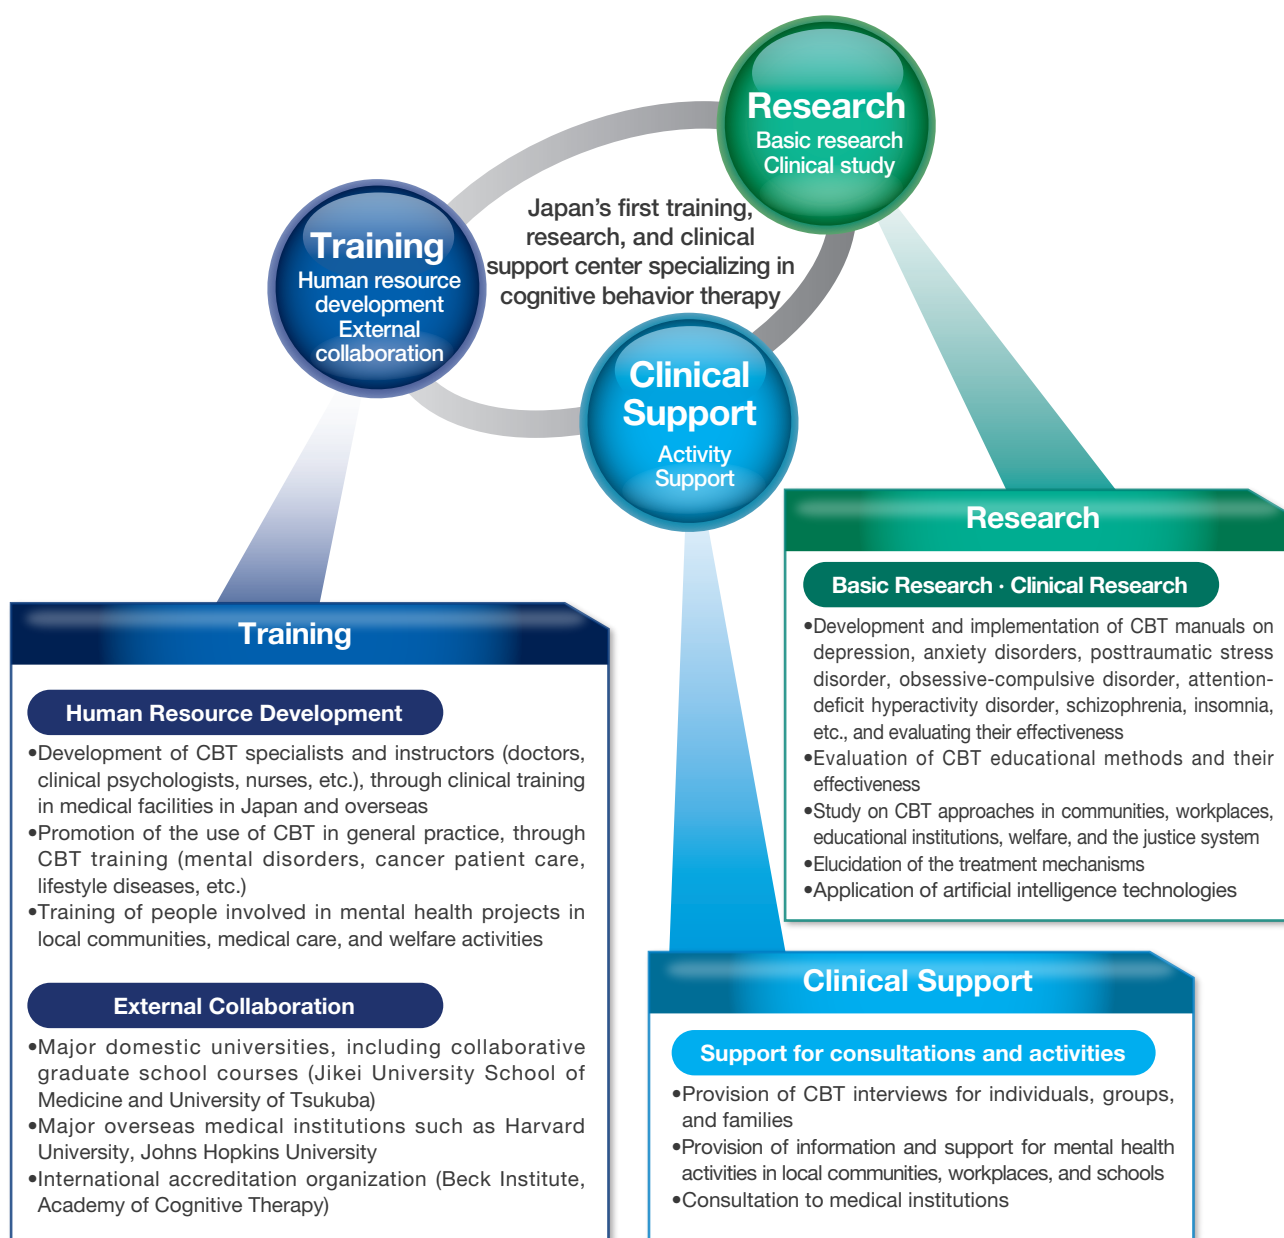 Research
Basic research
Clinical study
Japan’s first training,
research, and clinical
support center specializing in
cognitive behavior therapy
Training
Human resource
development
External
collaboration
Clinical
Support
Activity
Support
Research
Basic Research · Clinical Research
•Development and implementation of CBT manuals on
depression, anxiety disorders, posttraumatic stress
disorder, obsessive-compulsive disorder, attention-
deficit hyperactivity disorder, schizophrenia, insomnia,
etc., and evaluating their effectiveness
•Evaluation of CBT educational methods and their
effectiveness
•Study on CBT approaches in communities, workplaces,
educational institutions, welfare, and the justice system
•Elucidation of the treatment mechanisms
•Application of artificial intelligence technologies
Training
Human Resource Development
•Development of CBT specialists and instructors (doctors,
clinical psychologists, nurses, etc.), through clinical training
in medical facilities in Japan and overseas
•Promotion of the use of CBT in general practice, through
CBT training (mental disorders, cancer patient care,
lifestyle diseases, etc.)
•Training of people involved in mental health projects in
local communities, medical care, and welfare activities
External Collaboration
•Major domestic universities, including collaborative
graduate school courses (Jikei University School of
Medicine and University of Tsukuba)
•Major overseas medical institutions such as Harvard
University, Johns Hopkins University
•International accreditation organization (Beck Institute,
Academy of Cognitive Therapy)
Clinical Support
Support for consultations and activities
•Provision of CBT interviews for individuals, groups,
and families
•Provision of information and support for mental health
activities in local communities, workplaces, and schools
•Consultation to medical institutions